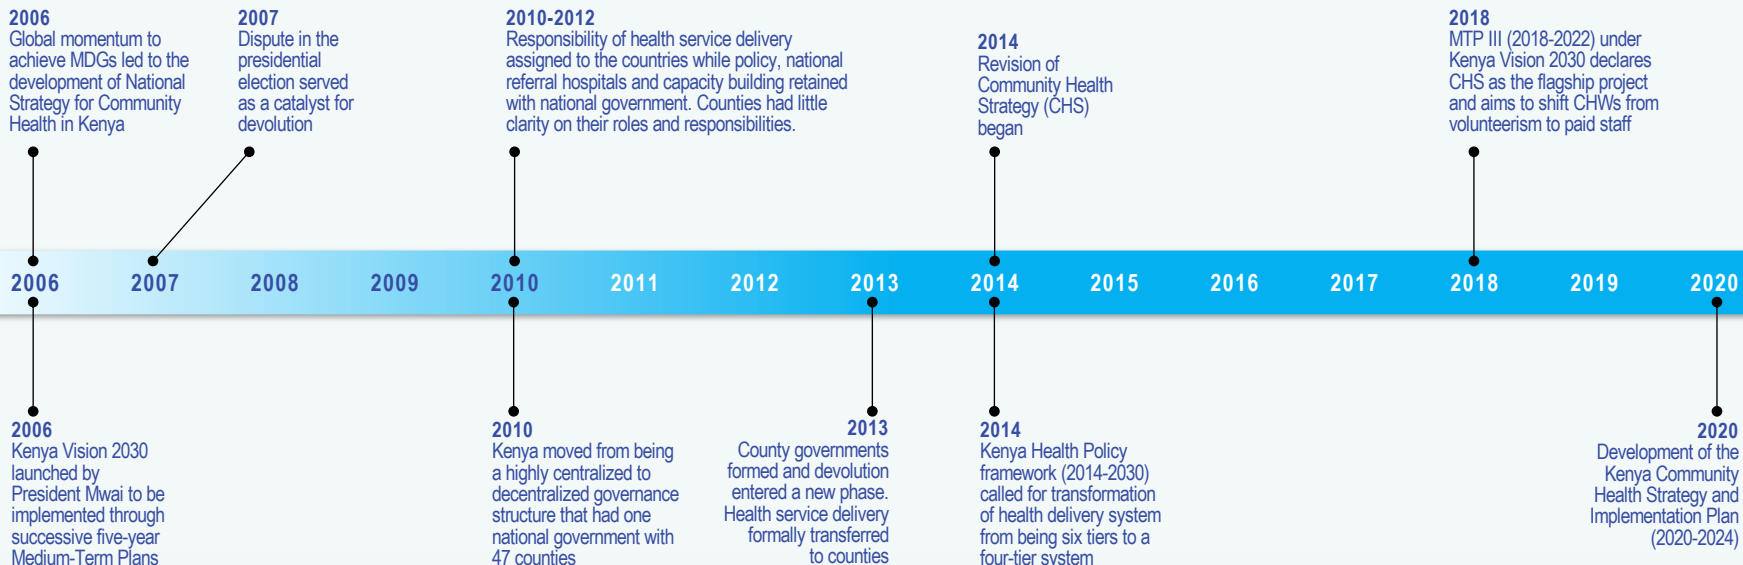 2006
Global momentum to
achieve MDGs led to the
development of National
Strategy for Community
Health in Kenya
2007
Dispute in the
presidential
election served
as a catalyst for
devolution
2010-2012
Responsibility of health service delivery
assigned to the countries while policy, national
referral hospitals and capacity building retained
with national government. Counties had little
clarity on their roles and responsibilities.
2014
Revision of
Community Health
Strategy (CHS)
began
2018
MTP III (2018-2022) under
Kenya Vision 2030 declares
CHS as the flagship project
and aims to shift CHWs from
volunteerism to paid staff
2006 2007 2008 2009 2010 2011 2012 2013 2014 2015 2016 2017 2018 2019 2020
2006
Kenya Vision 2030
launched by
President Mwai to be
implemented through
successive five-year
Medium-Term Plans
2010
Kenya moved from being
a highly centralized to
decentralized governance
structure that had one
national government with
47 counties
2013
County governments
formed and devolution
entered a new phase.
Health service delivery
formally transferred
to counties
2014
Kenya Health Policy
framework (2014-2030)
called for transformation
of health delivery system
from being six tiers to a
four-tier system
2020
Development of the
Kenya Community
Health Strategy and
Implementation Plan
(2020-2024)